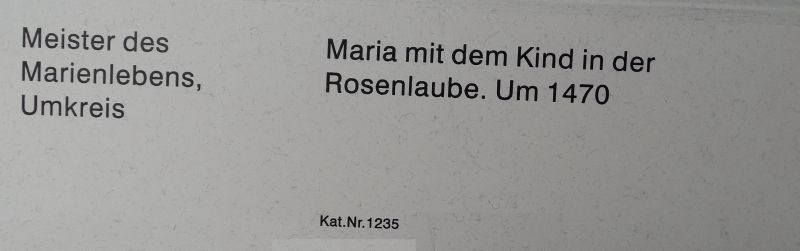 Meister des
Marienlebens,
Umkreis
Maria mit dem Kind in der
Rosenlaube. Um 1470
Kat.Nr.1235